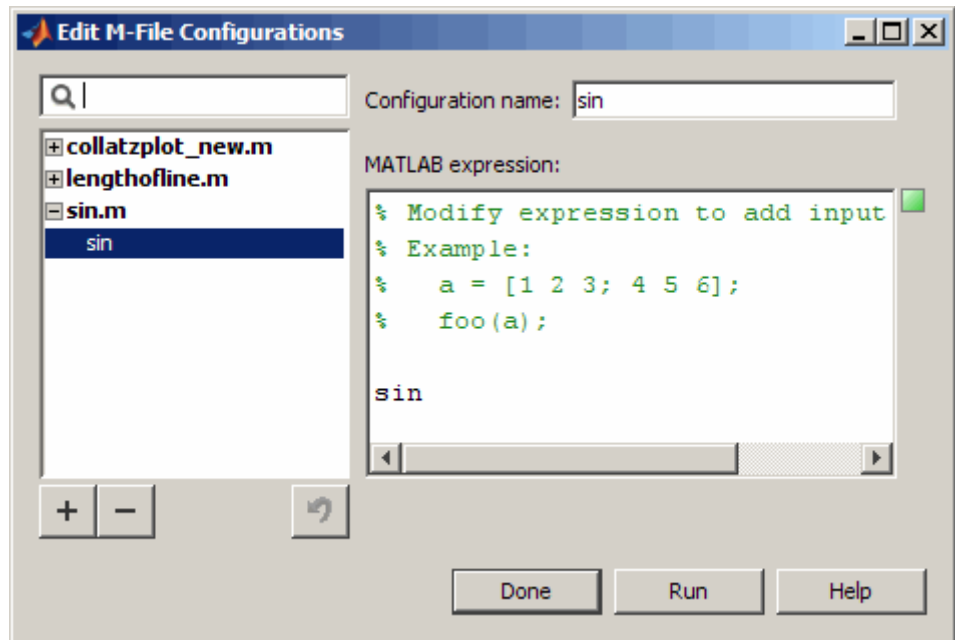 Edit M-File Configurations
Configuration name: sin
collatzplot_new.m
lengthofline.m
sin.m
sin
MATLAB expression:
% Modify expression to add input
% Example:
%   a = [1 2 3; 4 5 6];
%   foo(a);
sin
+ −
Done Run Help